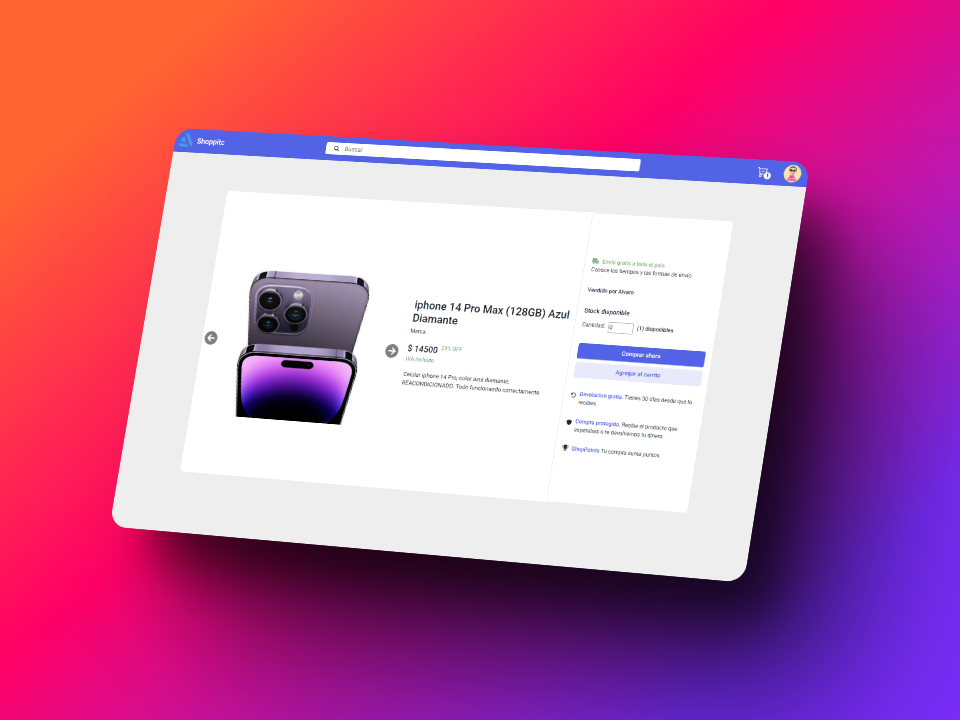 Shoppitc
Buscar
1
iphone 14 Pro Max (128GB) Azul
Diamante
Marca:
$ 14500 29% OFF
IVA incluido
Celular iphone 14 Pro, color azul diamante.
REACONDICIONADO. Todo funcionando correctamente
Envío gratis a todo el país
Conoce los tiempos y las formas de envío
Vendido por Alvaro
Stock disponible
Cantidad: 0 (1) disponibles
Comprar ahora
Agregar al carrito
Devolución gratis. Tienes 30 días desde que lo
recibes.
Compra protegida. Recibe el producto que
esperabas o te devolvemos tu dinero.
ShopPoints Tu compra suma puntos